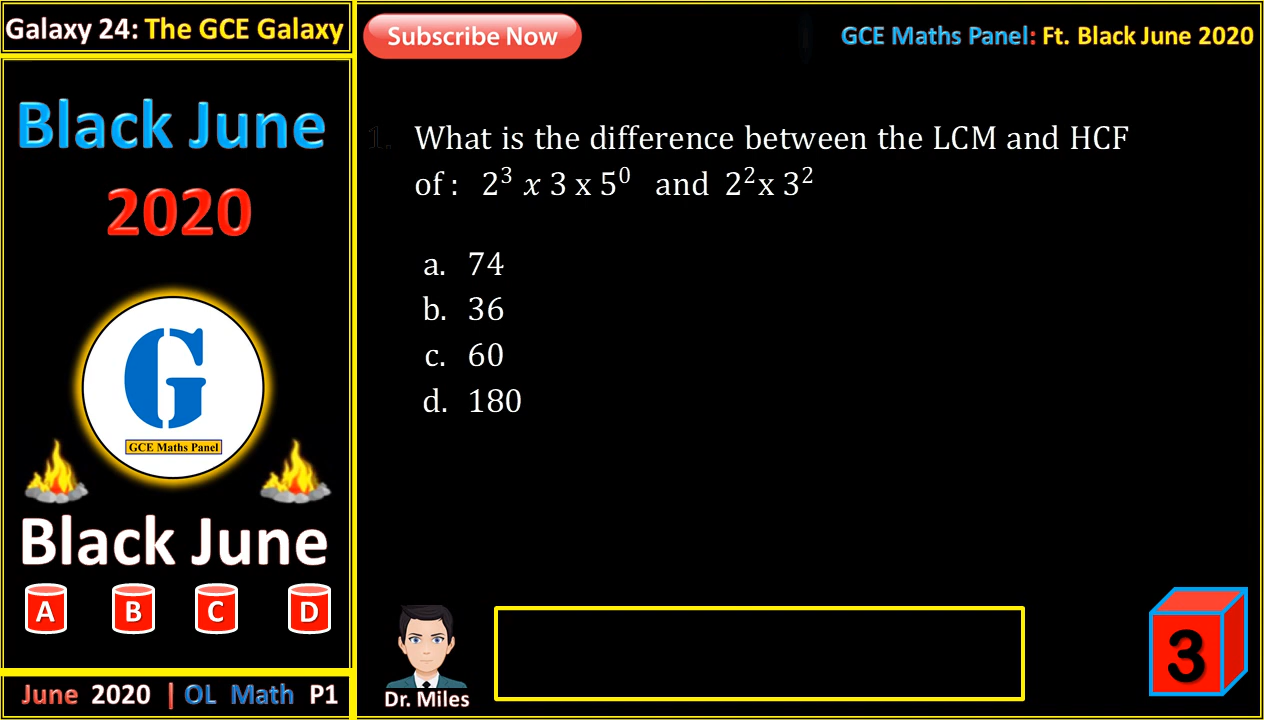 Galaxy 24: The GCE Galaxy
Subscribe Now
GCE Maths Panel: Ft. Black June 2020
Black June
2020
G
GCE Maths Panel
Black June
A B C D
June 2020 | OL Math P1
1. What is the difference between the LCM and HCF
of : 2³ x 3 x 5⁰ and 2²x 3²
a. 74
b. 36
c. 60
d. 180
Dr. Miles
3